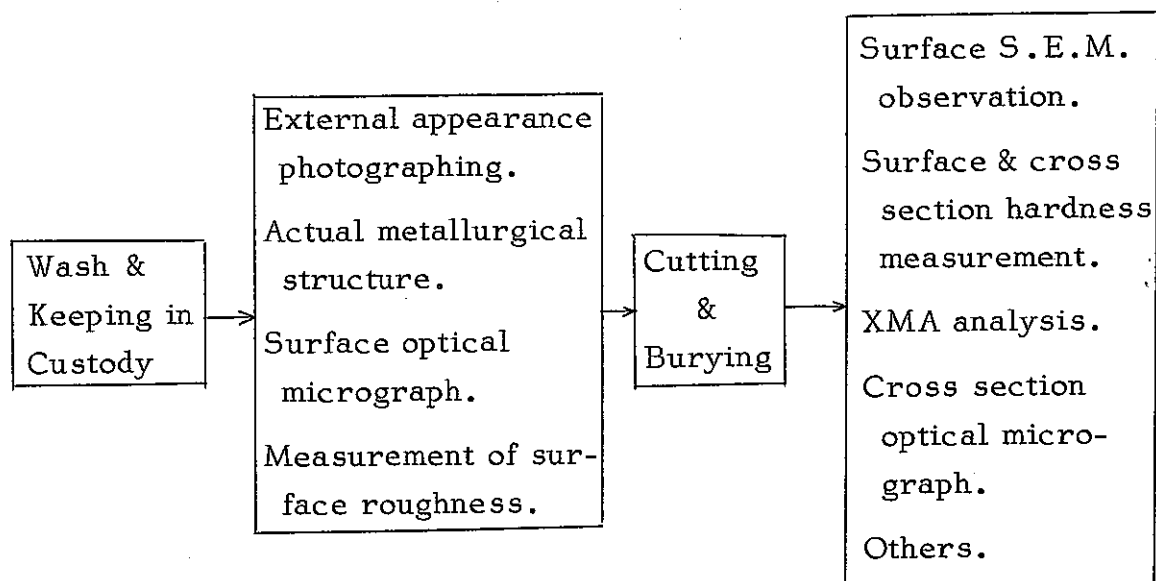 Wash &
Keeping in
Custody
External appearance
photographing.
Actual metallurgical
structure.
Surface optical
micrograph.
Measurement of sur-
face roughness.
Cutting
&
Burying
Surface S.E.M.
observation.
Surface & cross
section hardness
measurement.
XMA analysis.
Cross section
optical micro-
graph.
Others.